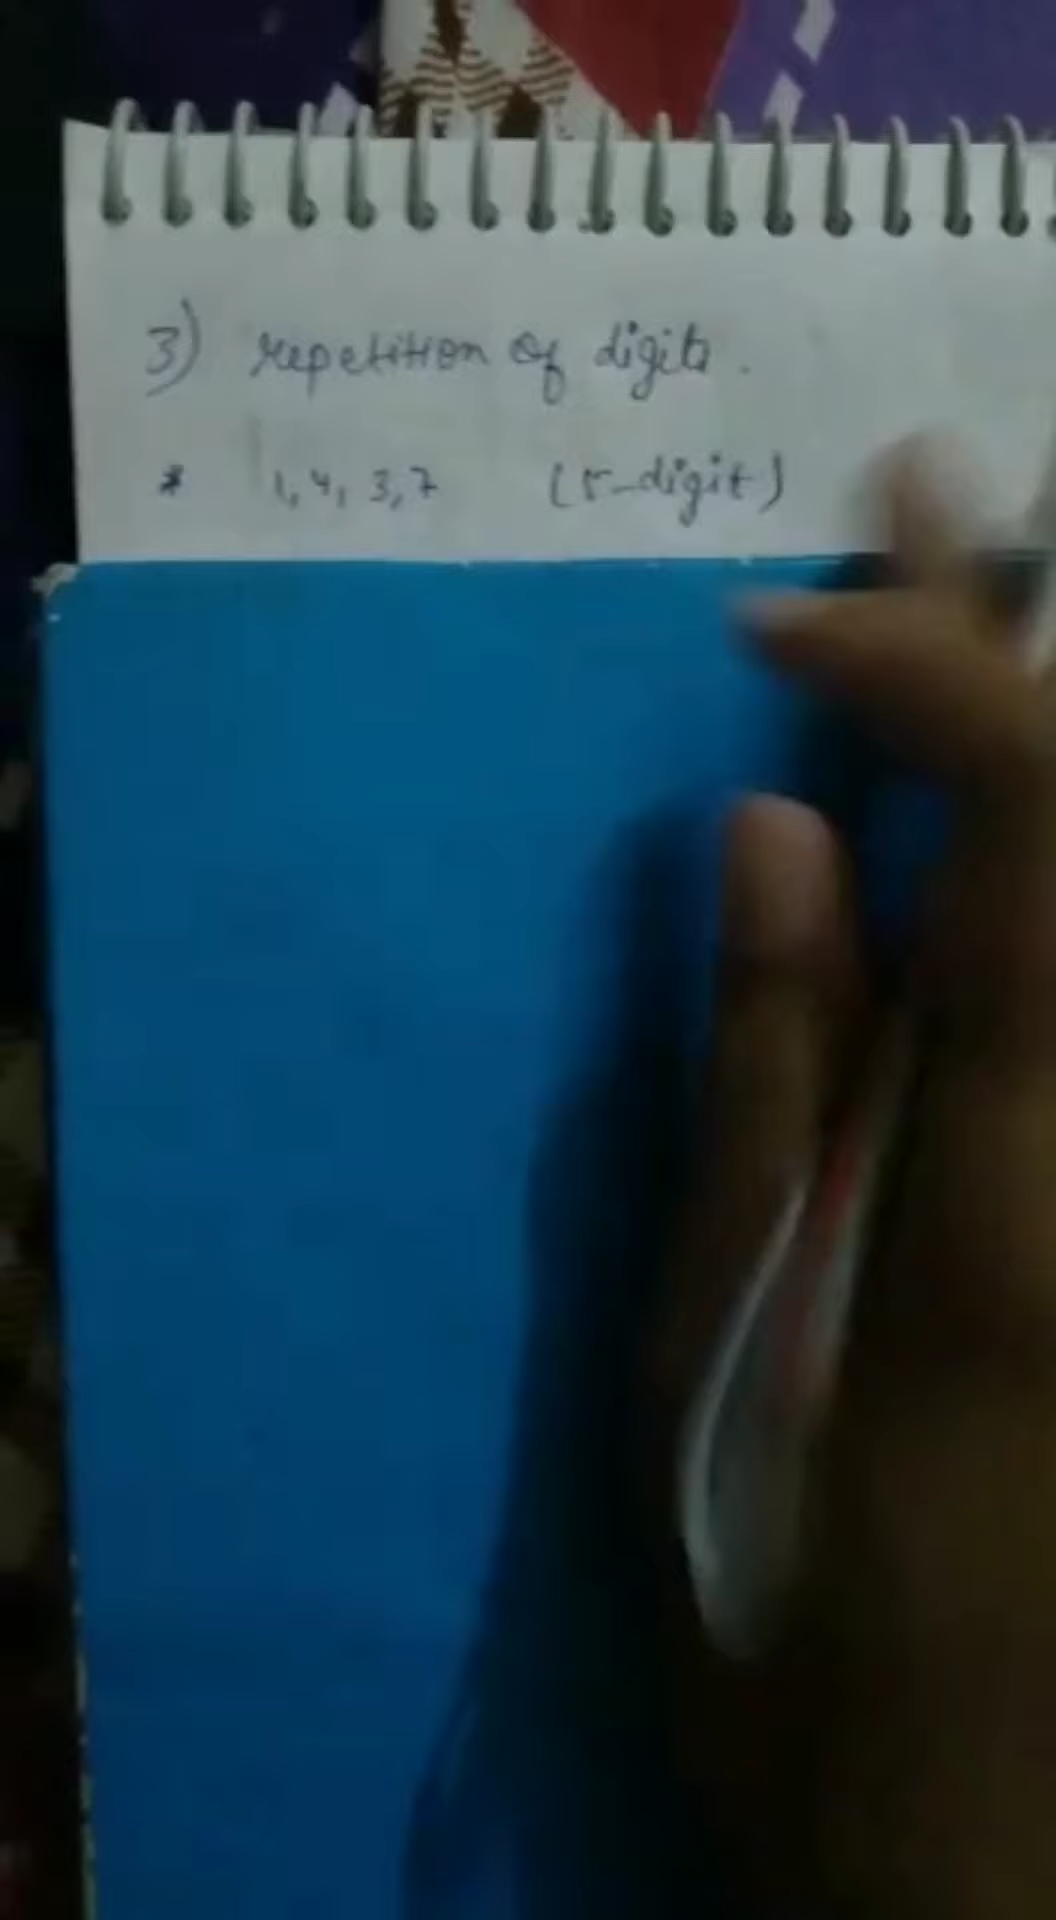 3) repetition of digits.
* 1, 4, 3, 7 (5-digit)